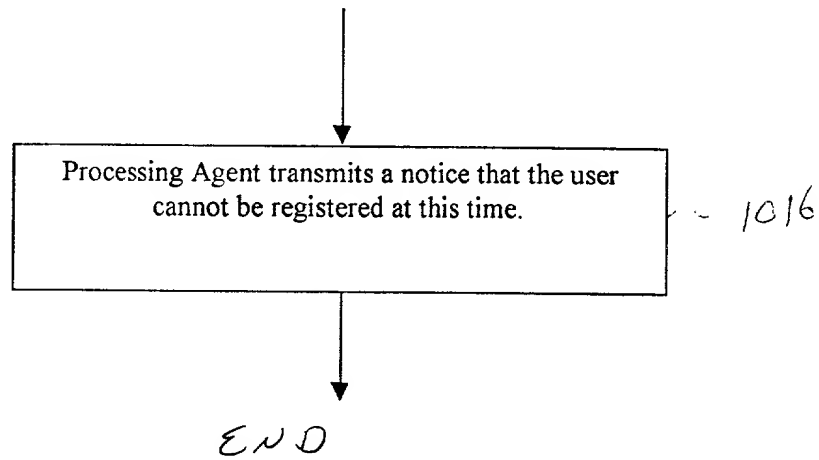 Processing Agent transmits a notice that the user
cannot be registered at this time.
1016
END